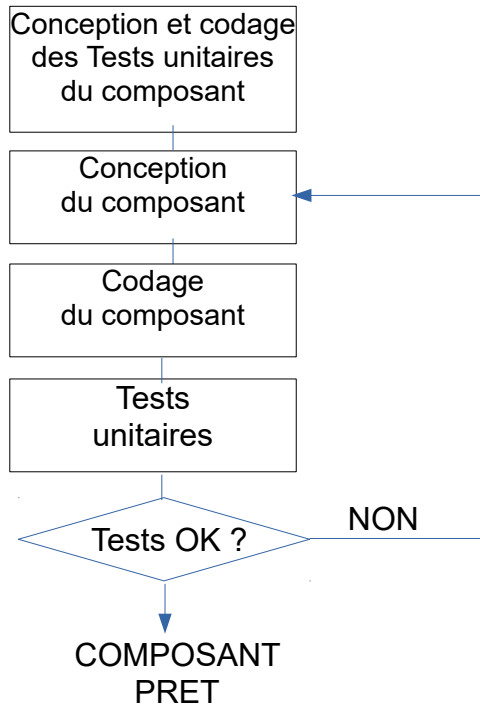 Conception et codage
des Tests unitaires
du composant
Conception
du composant
Codage
du composant
Tests
unitaires
Tests OK ?
NON
COMPOSANT
PRET